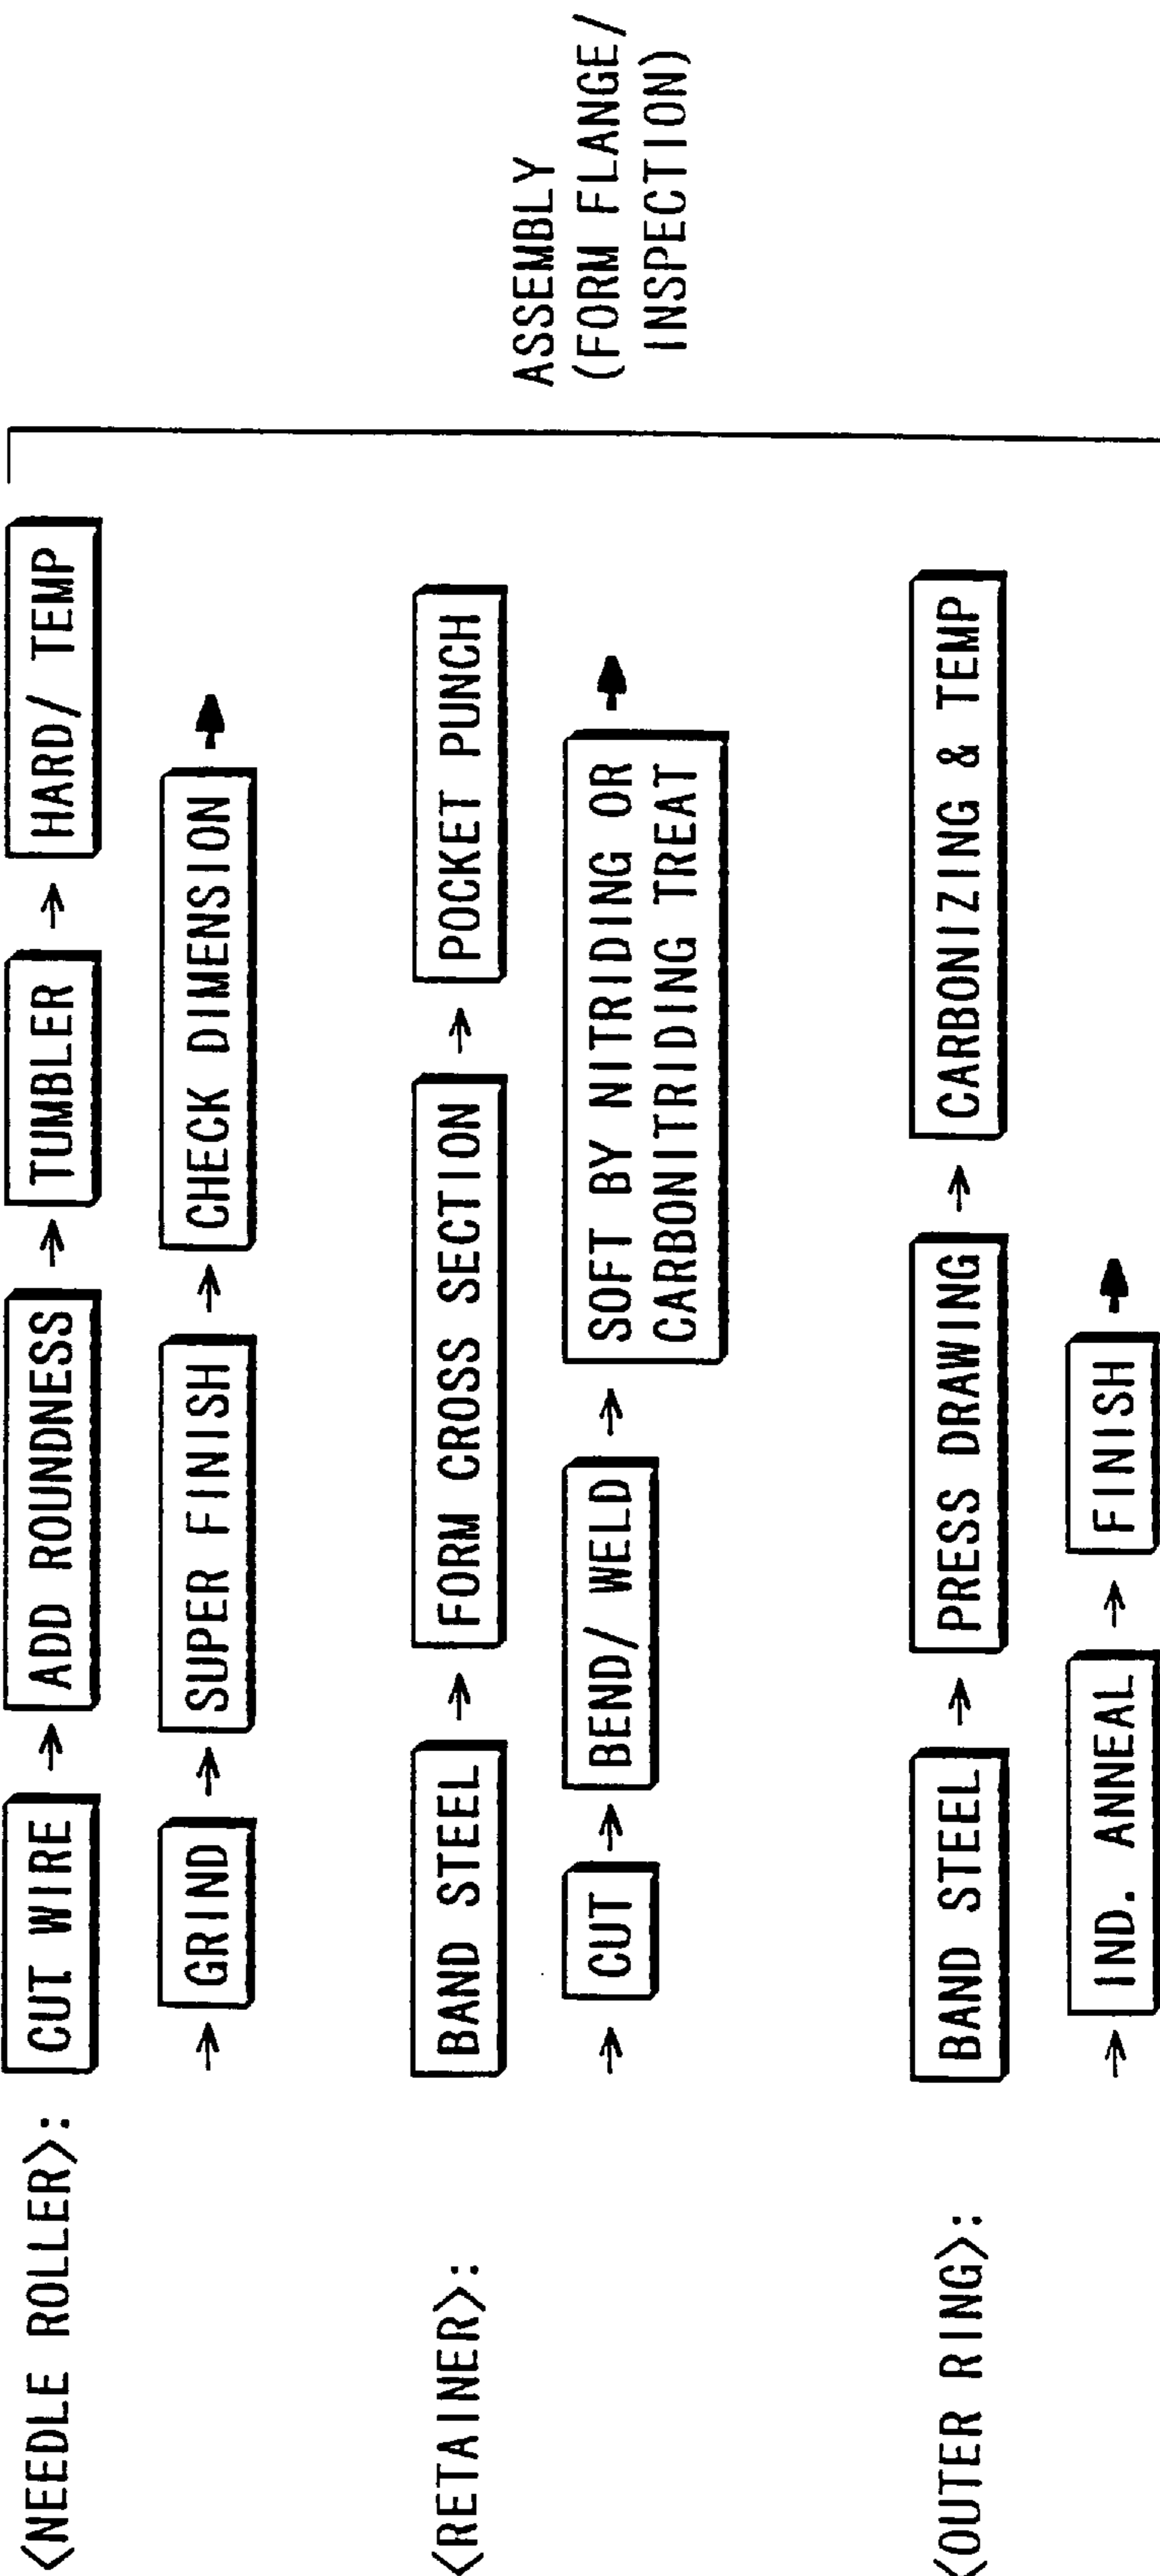 <NEEDLE ROLLER>: CUT WIRE → ADD ROUNDNESS → TUMBLER → HARD/ TEMP
→ GRIND → SUPER FINISH → CHECK DIMENSION →
<RETAINER>: BAND STEEL → FORM CROSS SECTION → POCKET PUNCH
→ CUT → BEND/ WELD → SOFT BY NITRIDING OR
CARBONITRIDING TREAT →
<OUTER RING>: BAND STEEL → PRESS DRAWING → CARBONIZING & TEMP
→ IND. ANNEAL → FINISH →
ASSEMBLY
(FORM FLANGE/
INSPECTION)